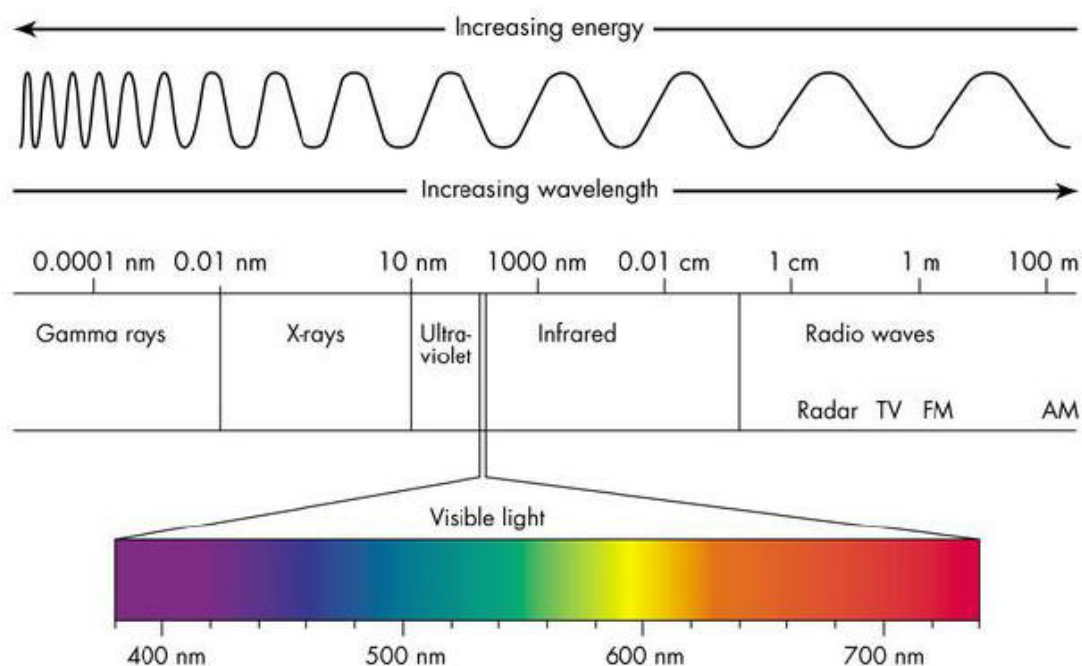 Increasing energy
Increasing wavelength
0.0001 nm 0.01 nm 10 nm 1000 nm 0.01 cm 1 cm 1 m 100 m
Gamma rays X-rays Ultra-violet Infrared Radio waves
Radar TV FM AM
Visible light
400 nm 500 nm 600 nm 700 nm